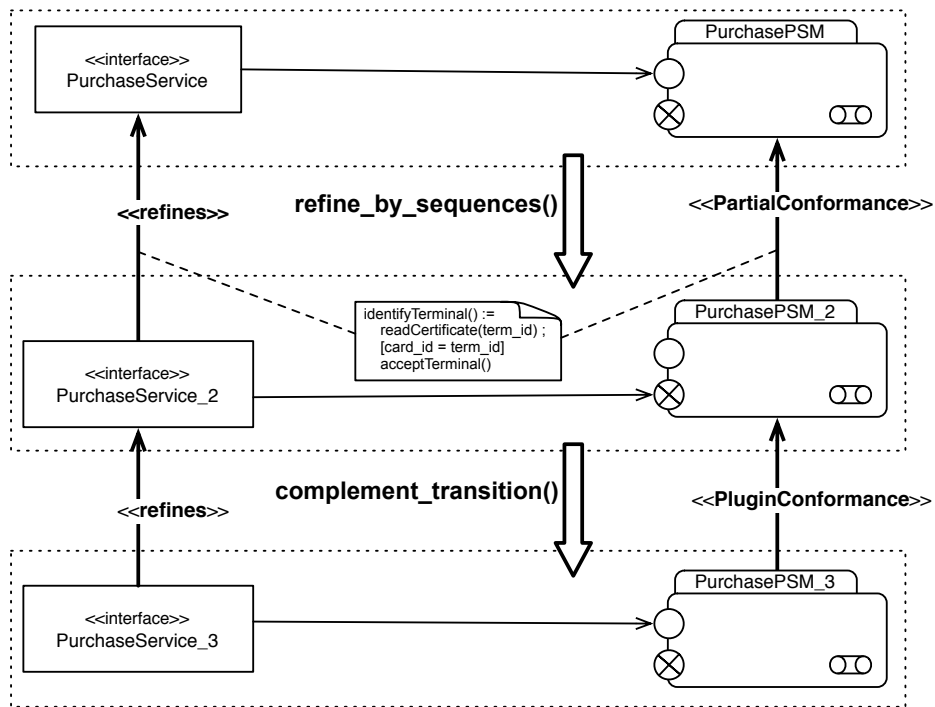 PurchasePSM
<<interface>>
PurchaseService
refine_by_sequences()
<<refines>>
<<PartialConformance>>
identifyTerminal() :=
readCertificate(term_id) ;
[card_id = term_id]
acceptTerminal()
PurchasePSM_2
<<interface>>
PurchaseService_2
complement_transition()
<<refines>>
<<PluginConformance>>
PurchasePSM_3
<<interface>>
PurchaseService_3